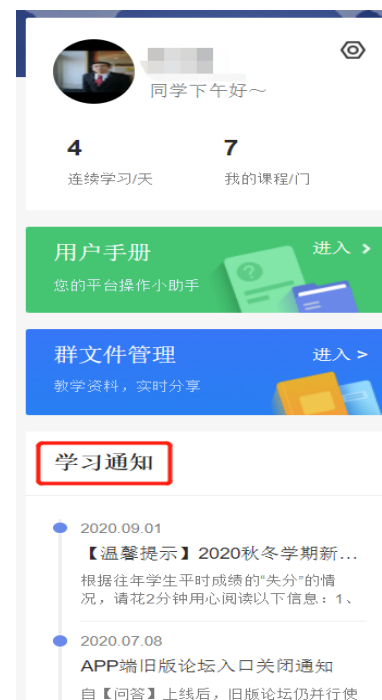 同学下午好～
4
7
连续学习/天
我的课程/门
用户手册
进入 >
您的平台操作小助手
群文件管理
进入 >
教学资料，实时分享
学习通知
2020.09.01
【温馨提示】2020秋冬学期新...
根据往年学生平时成绩的“失分”的情
况，请花2分钟用心阅读以下信息：1、
2020.07.08
APP端旧版论坛入口关闭通知
自【问答】上线后，旧版论坛仍并行使